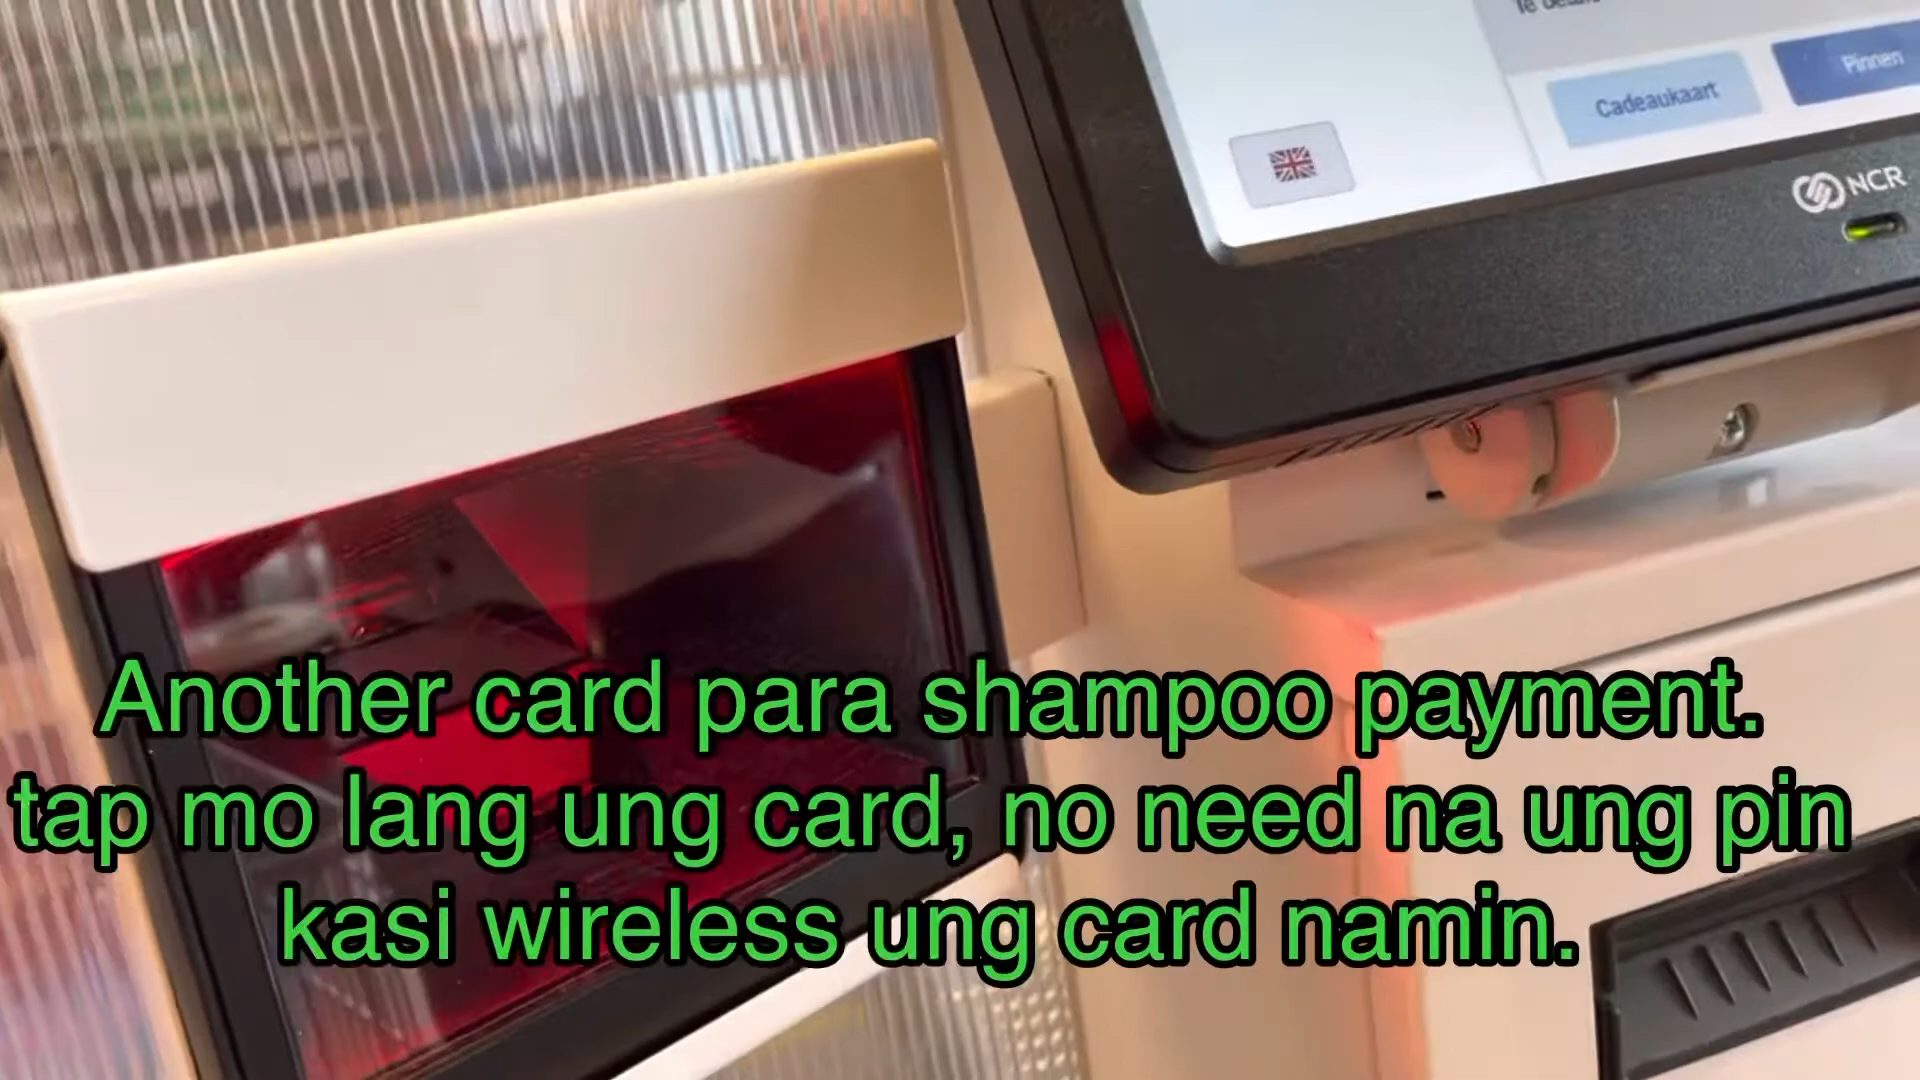 Cadeaukaart
Pinnen
NCR
Another card para shampoo payment.
tap mo lang ung card, no need na ung pin
kasi wireless ung card namin.